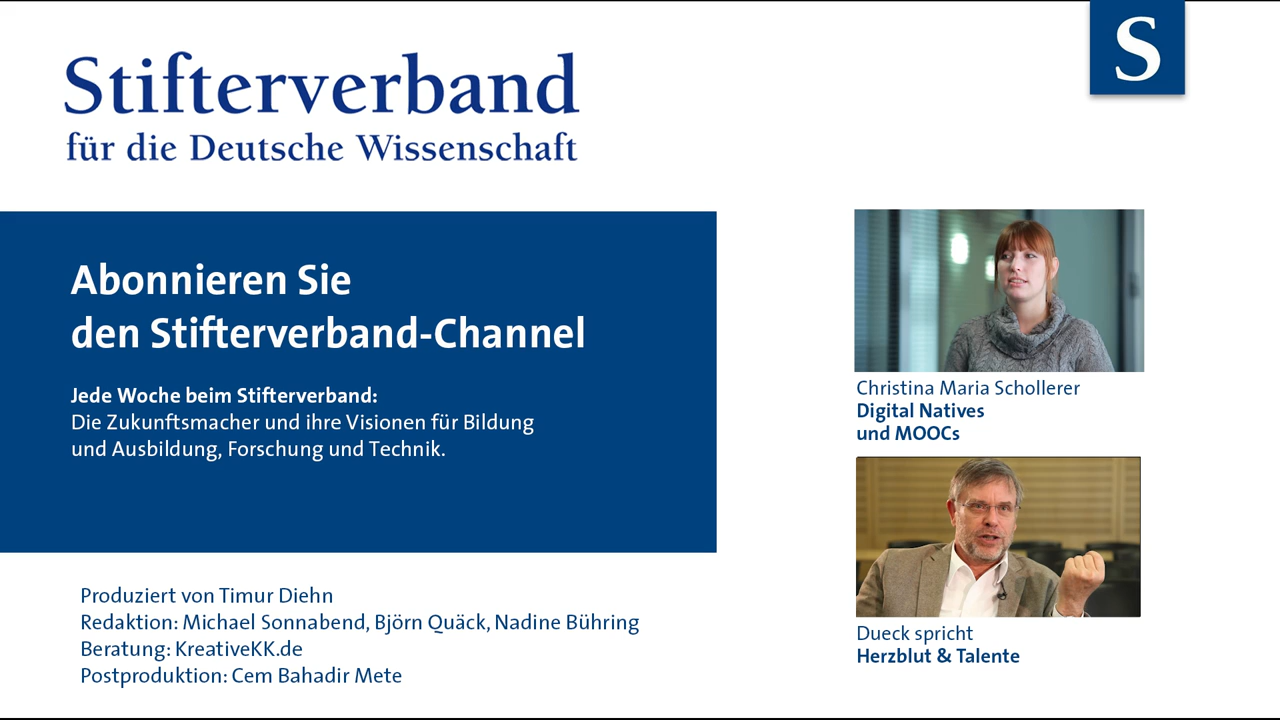 Stifterverband
für die Deutsche Wissenschaft
S
Abonnieren Sie
den Stifterverband-Channel
Jede Woche beim Stifterverband:
Die Zukunftsmacher und ihre Visionen für Bildung
und Ausbildung, Forschung und Technik.
Produziert von Timur Diehn
Redaktion: Michael Sonnabend, Björn Quäck, Nadine Bühring
Beratung: KreativeKK.de
Postproduktion: Cem Bahadir Mete
Christina Maria Schollerer
Digital Natives
und MOOCs
Dueck spricht
Herzblut & Talente